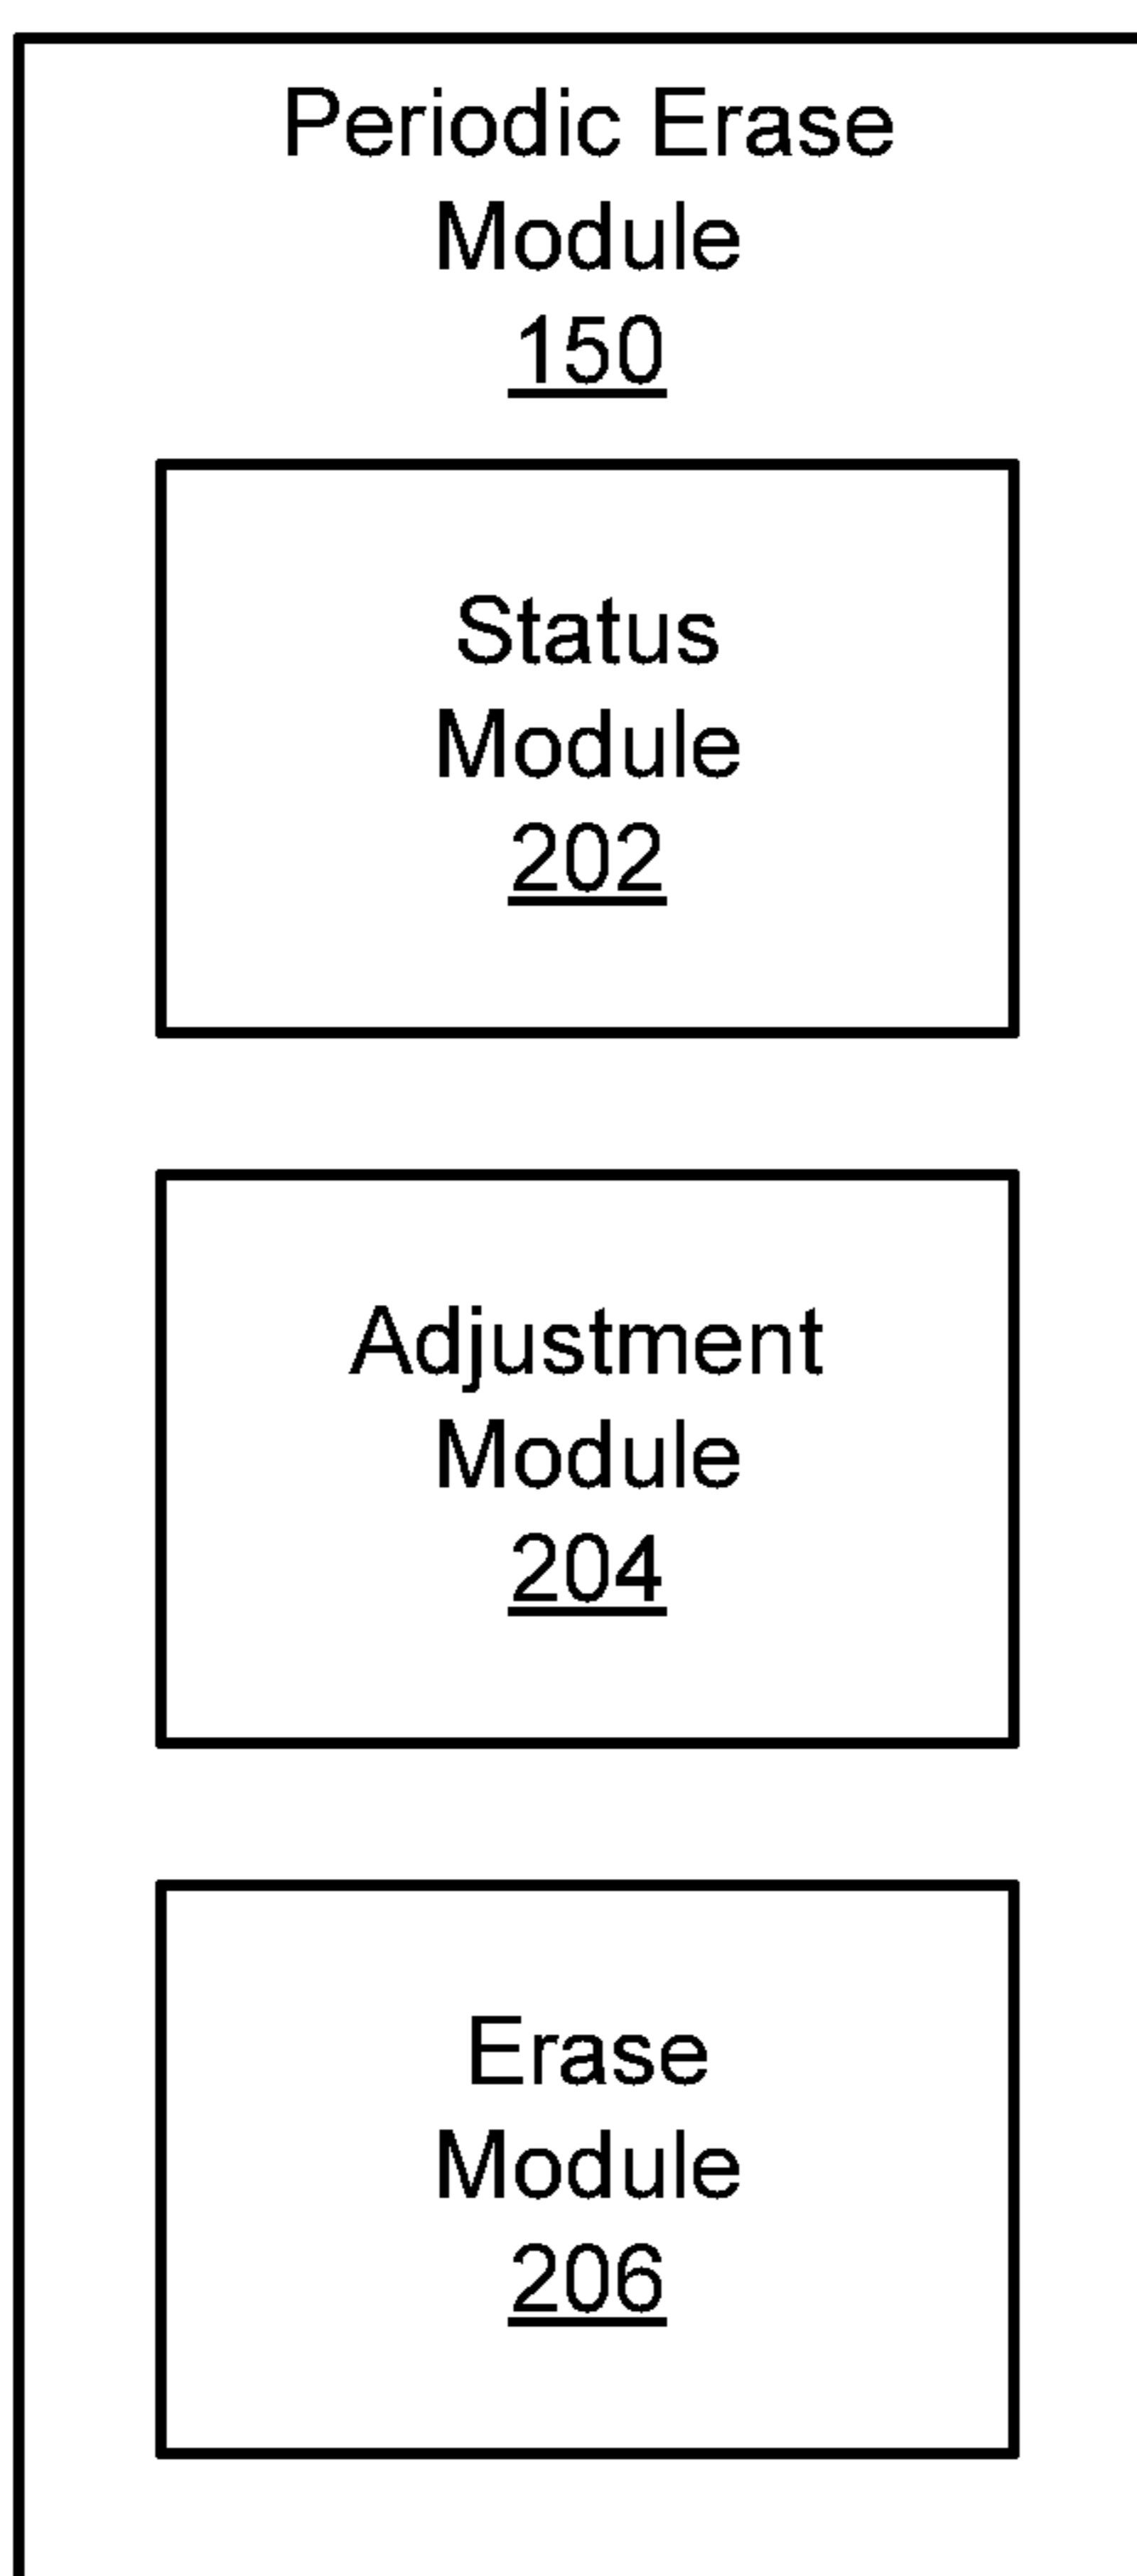 Periodic Erase
Module
150
Status
Module
202
Adjustment
Module
204
Erase
Module
206